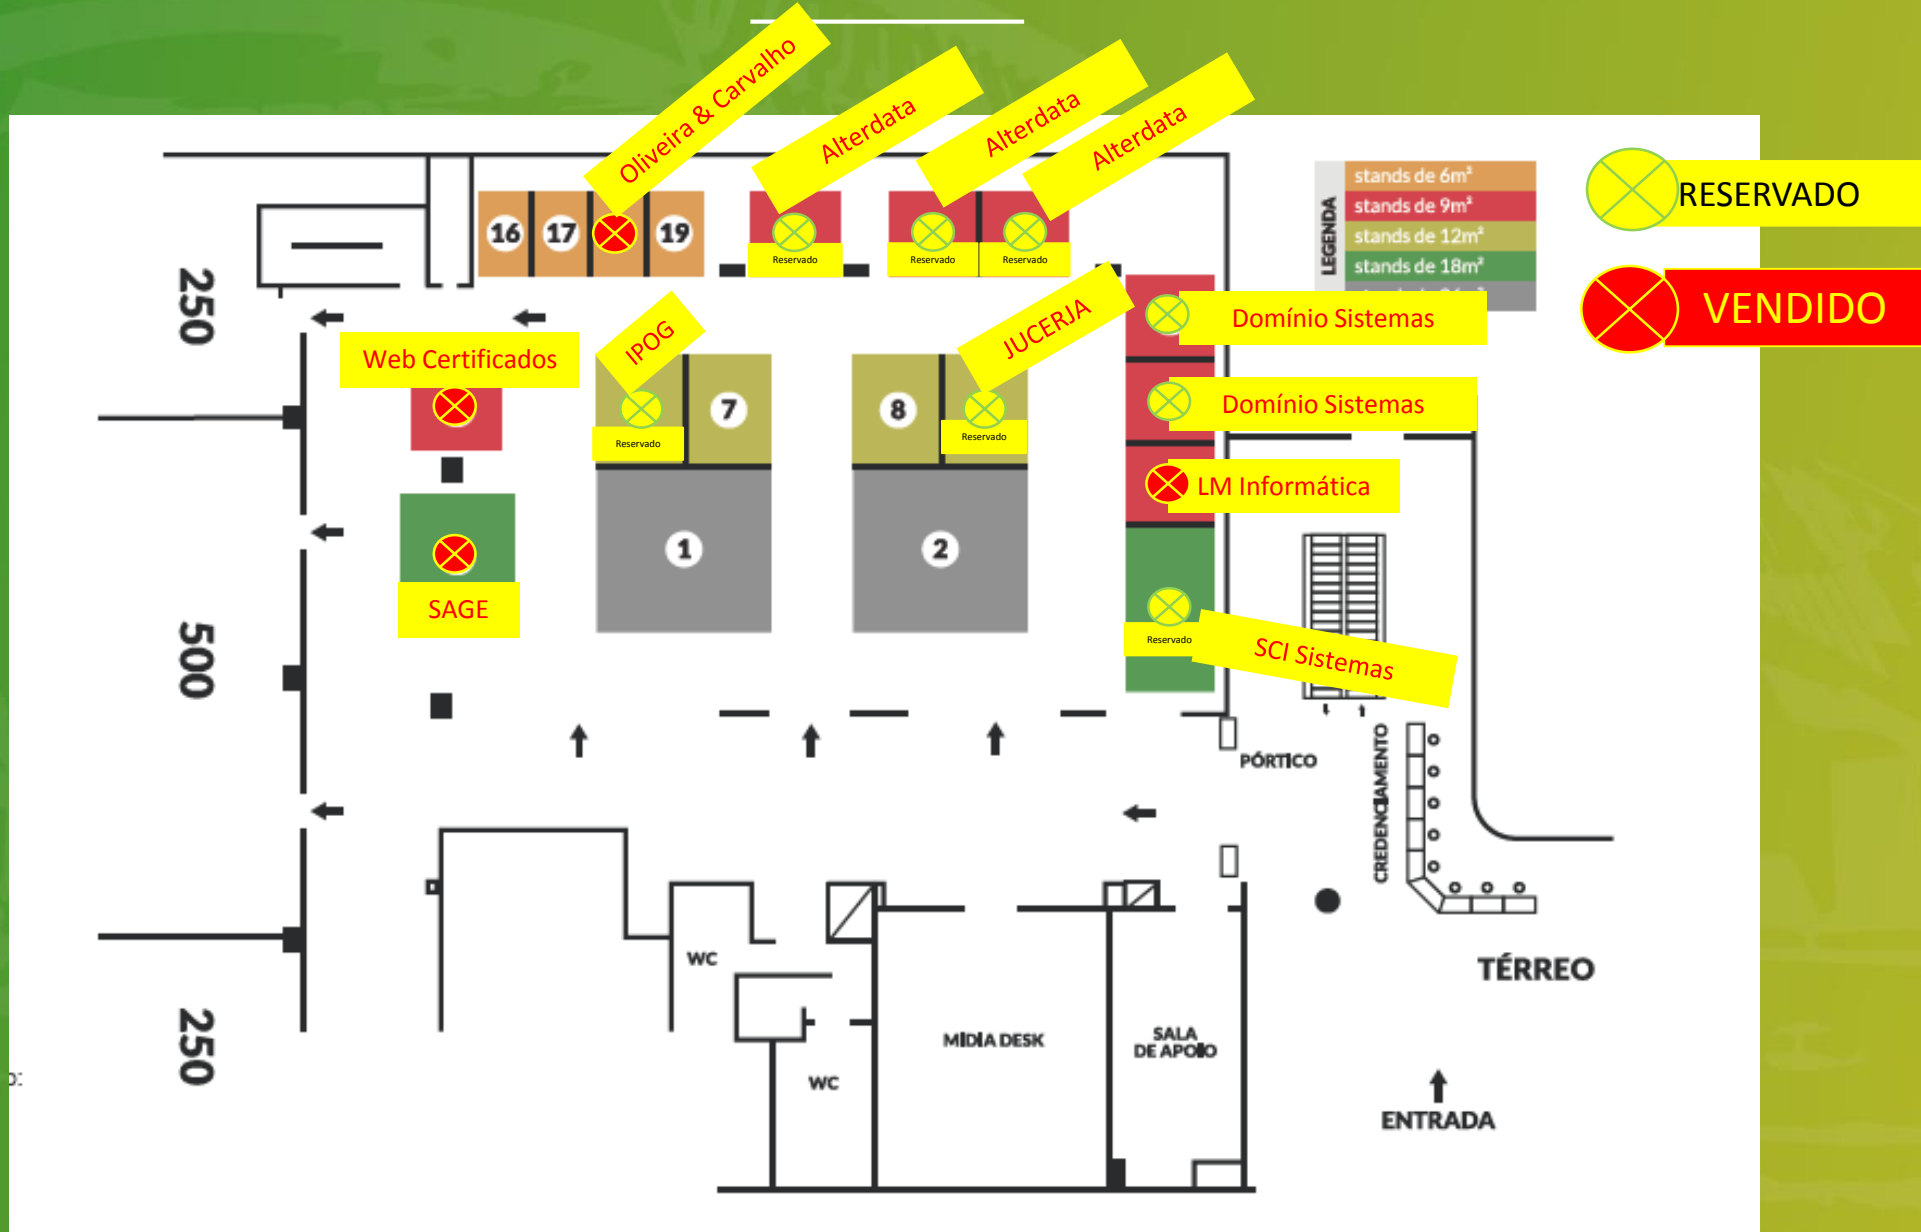 Oliveira & Carvalho
Alterdata
Alterdata
Alterdata
LEGENDA
stands de 6m²
stands de 9m²
stands de 12m²
stands de 18m²
RESERVADO
VENDIDO
16
17
19
Reservado
Reservado
Reservado
250
Web Certificados
IPOG
JUCERJA
Domínio Sistemas
7
8
Domínio Sistemas
Reservado
Reservado
LM Informática
1
2
SAGE
500
Reservado
SCI Sistemas
PÓRTICO
CREDENCIAMENTO
WC
TÉRREO
250
MÍDIA DESK
SALA
DE APOIO
WC
ENTRADA